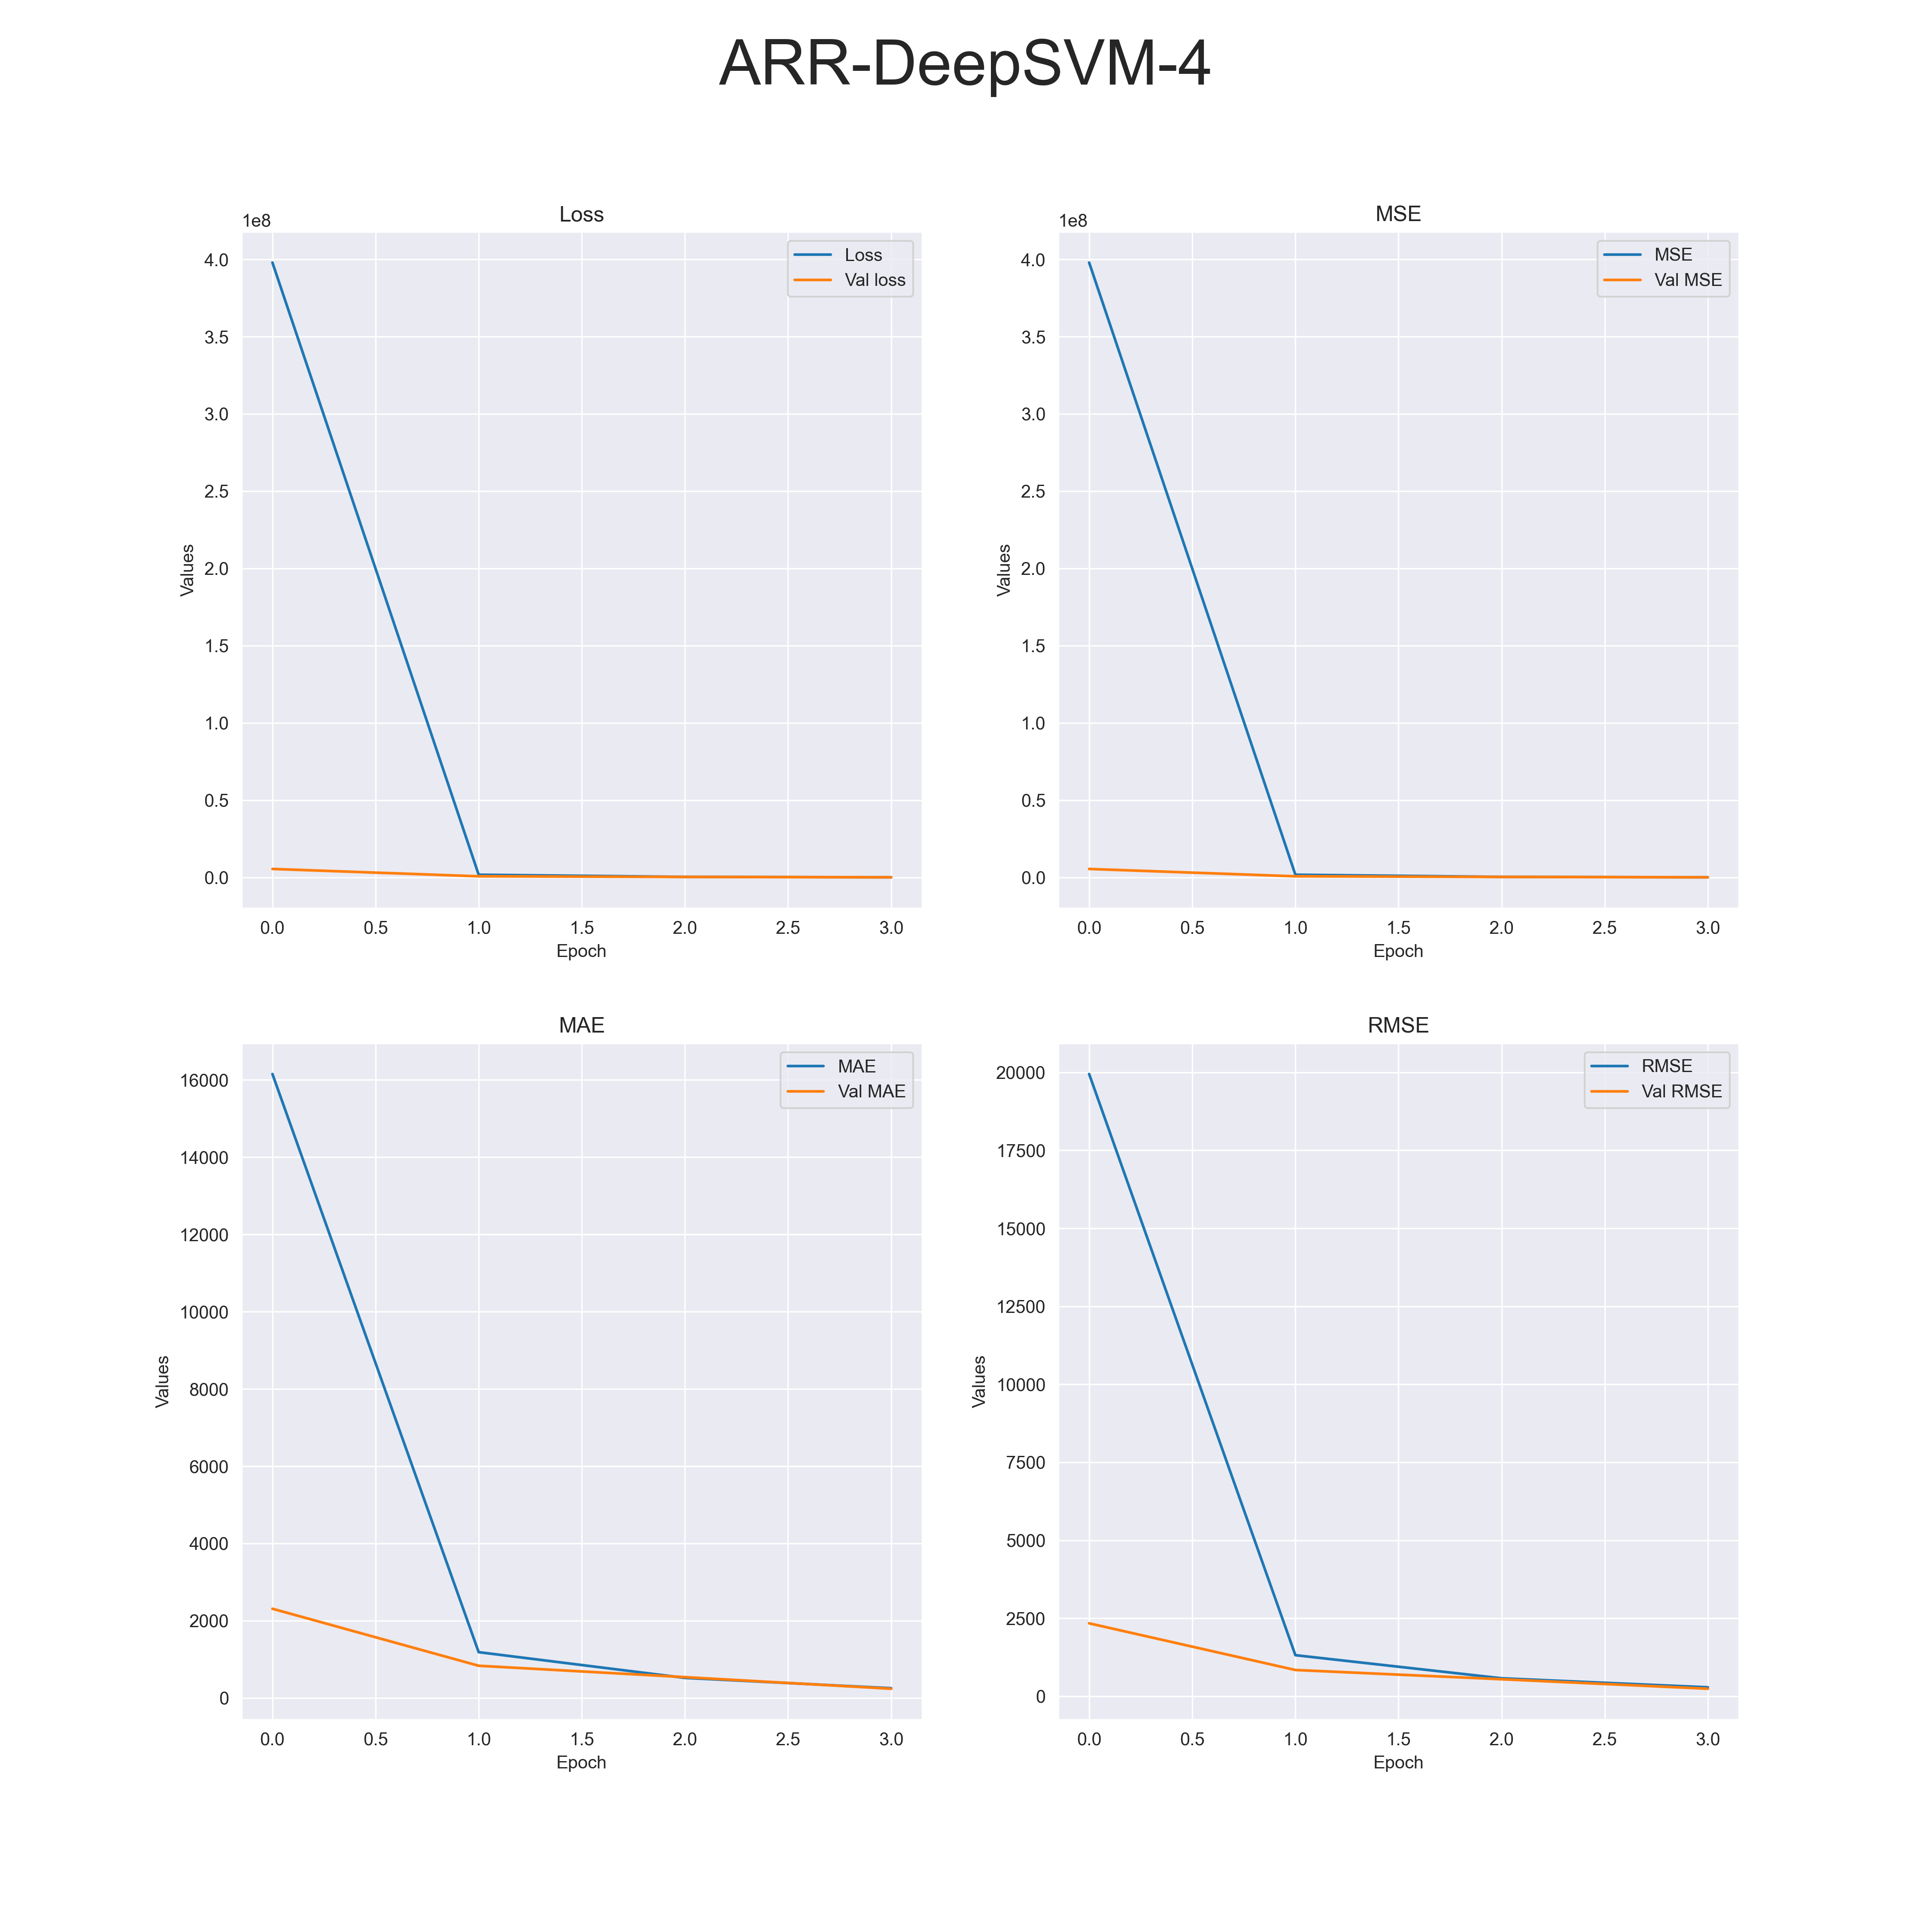 ARR-DeepSVM-4
Loss
1e8
Loss
Val loss
4.0
3.5
3.0
2.5
2.0
1.5
1.0
0.5
0.0
Values
0.0 0.5 1.0 1.5 2.0 2.5 3.0
Epoch
MSE
1e8
MSE
Val MSE
4.0
3.5
3.0
2.5
2.0
1.5
1.0
0.5
0.0
Values
0.0 0.5 1.0 1.5 2.0 2.5 3.0
Epoch
MAE
MAE
Val MAE
16000
14000
12000
10000
8000
6000
4000
2000
0
Values
0.0 0.5 1.0 1.5 2.0 2.5 3.0
Epoch
RMSE
RMSE
Val RMSE
20000
17500
15000
12500
10000
7500
5000
2500
0
Values
0.0 0.5 1.0 1.5 2.0 2.5 3.0
Epoch